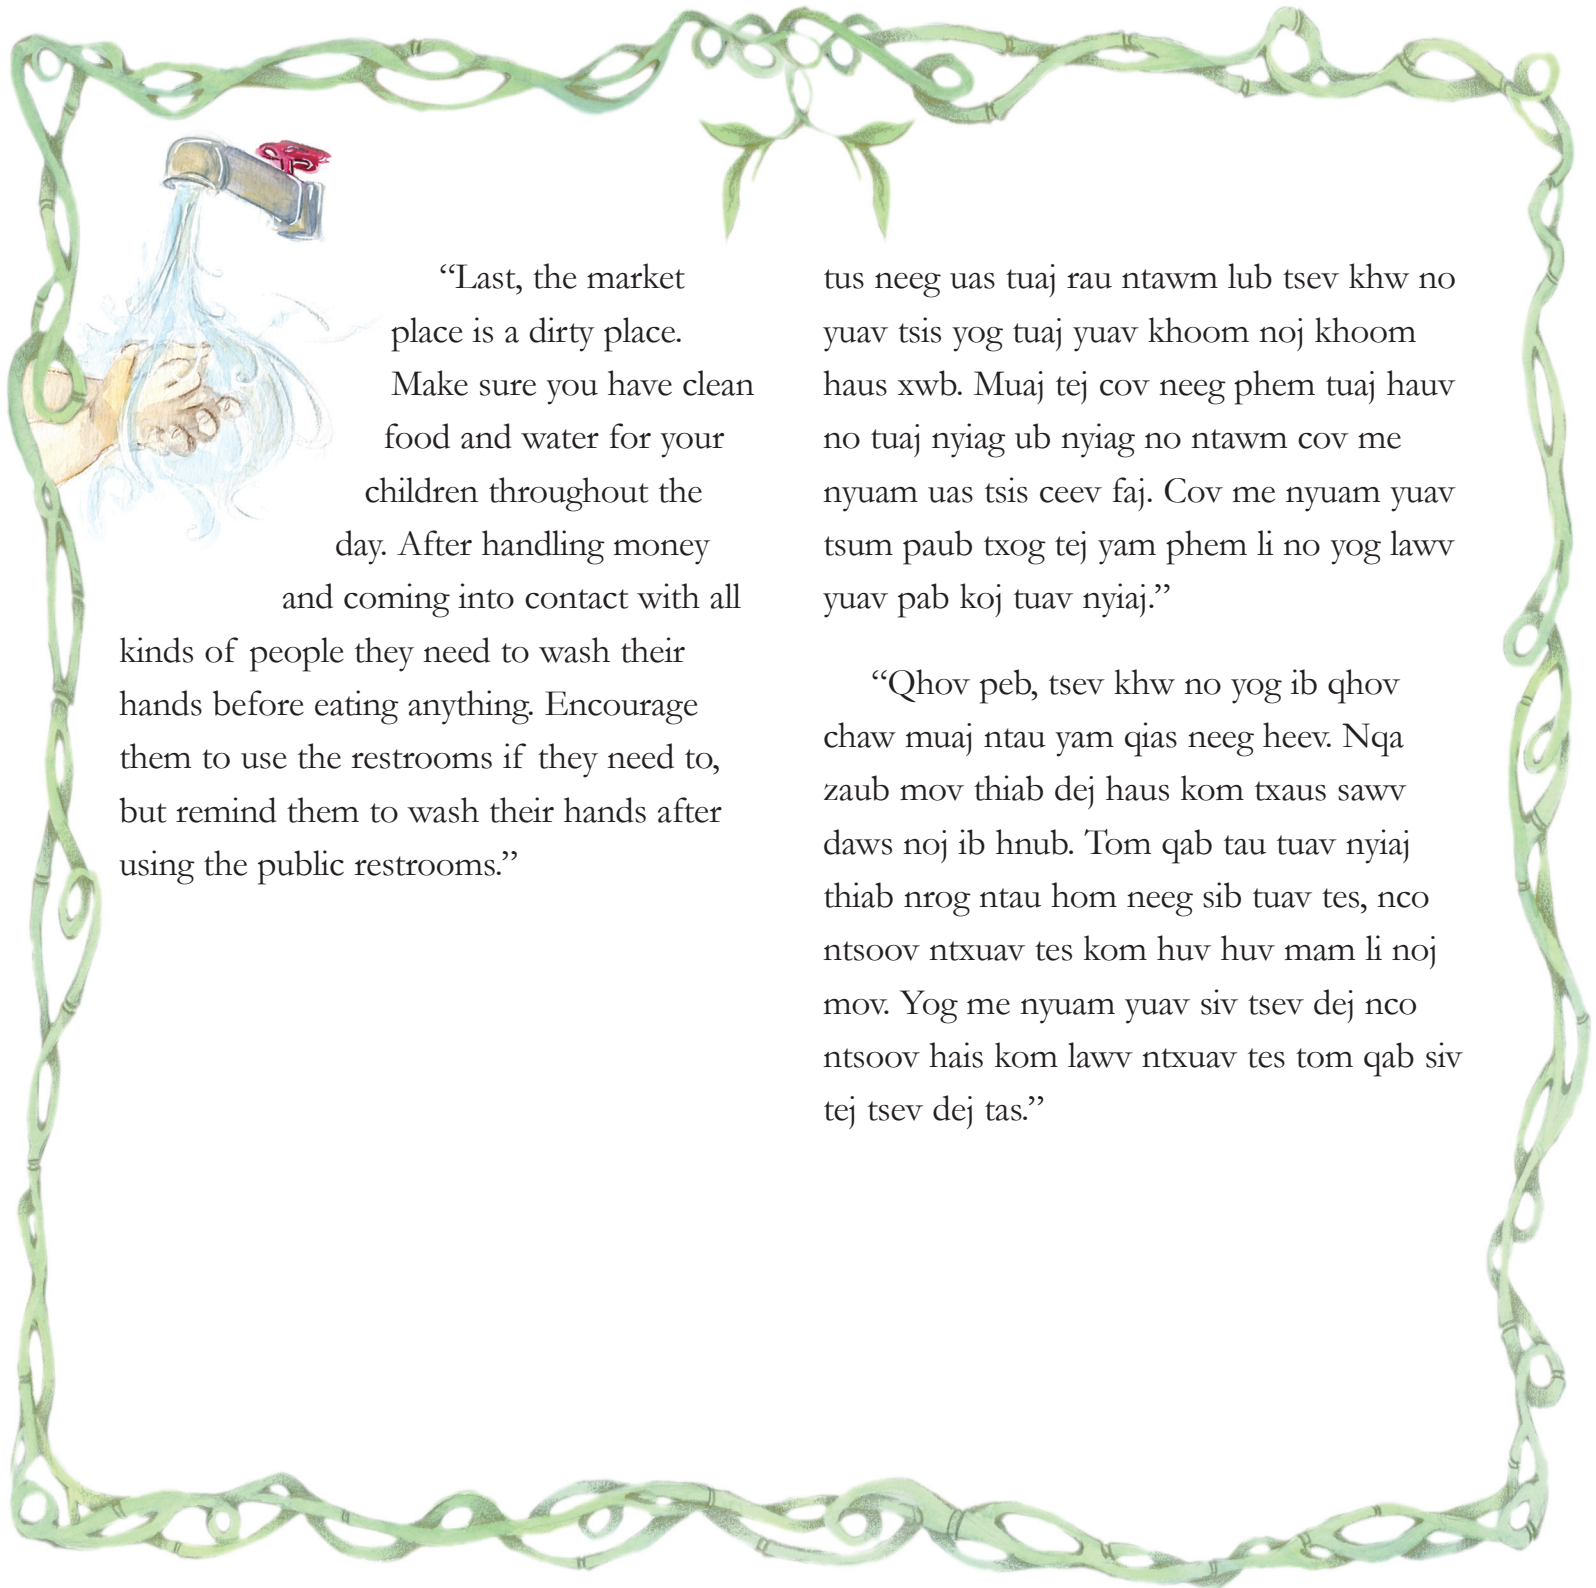 “Last, the market
place is a dirty place.
Make sure you have clean
food and water for your
children throughout the
day. After handling money
and coming into contact with all
kinds of people they need to wash their
hands before eating anything. Encourage
them to use the restrooms if they need to,
but remind them to wash their hands after
using the public restrooms.”
tus neeg uas tuaj rau ntawm lub tsev khw no
yuav tsis yog tuaj yuav khoom noj khoom
haus xwb. Muaj tej cov neeg phem tuaj hauv
no tuaj nyiag ub nyiag no ntawm cov me
nyuam uas tsis ceev faj. Cov me nyuam yuav
tsum paub txog tej yam phem li no yog lawv
yuav pab koj tuav nyiaj.”
“Qhov peb, tsev khw no yog ib qhov
chaw muaj ntau yam qias neeg heev. Nqa
zaub mov thiab dej haus kom txaus sawv
daws noj ib hnub. Tom qab tau tuav nyiaj
thiab nrog ntau hom neeg sib tuav tes, nco
ntsoov ntxuav tes kom huv huv mam li noj
mov. Yog me nyuam yuav siv tsev dej nco
ntsoov hais kom lawv ntxuav tes tom qab siv
tej tsev dej tas.”